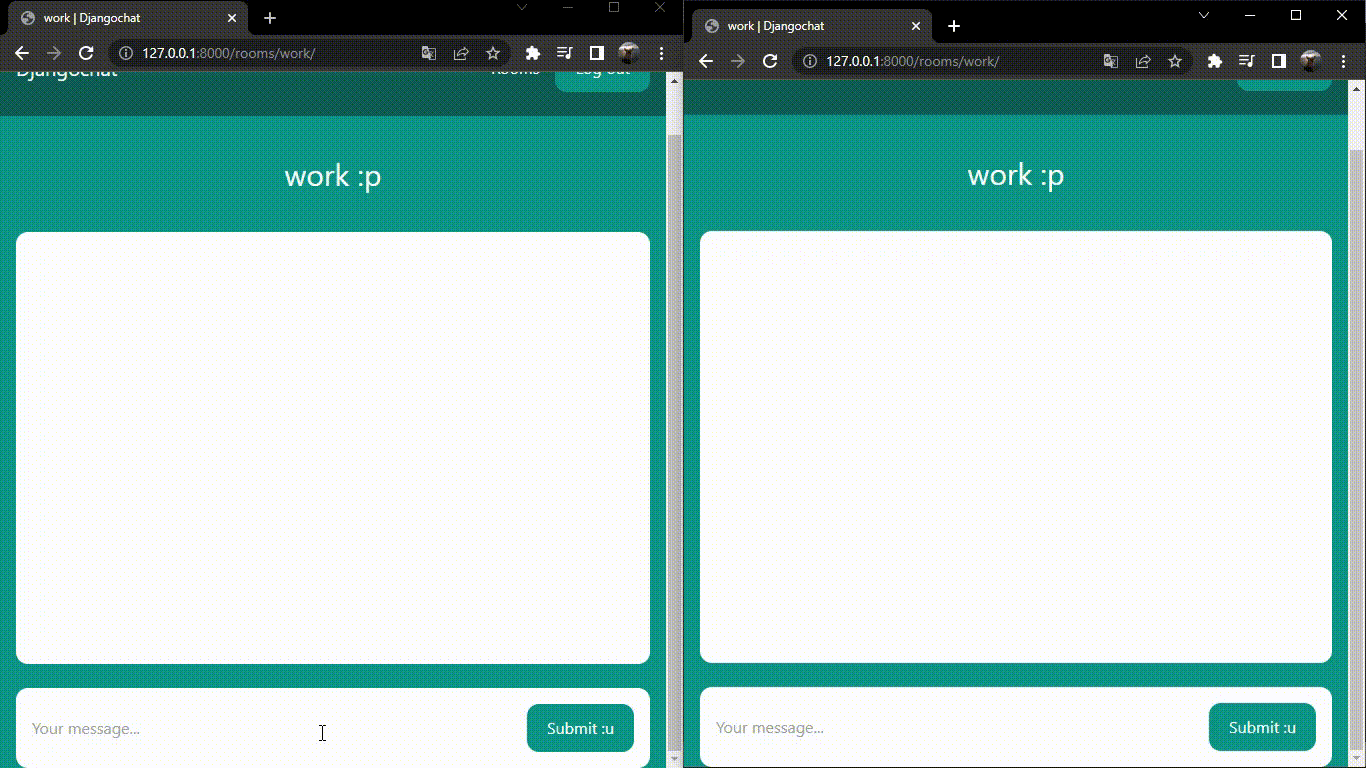 work | Djangochat
127.0.0.1:8000/rooms/work/
Djangochat Rooms Log out
work :p
Your message...
Submit :u
work | Djangochat
127.0.0.1:8000/rooms/work/
work :p
Your message...
Submit :u